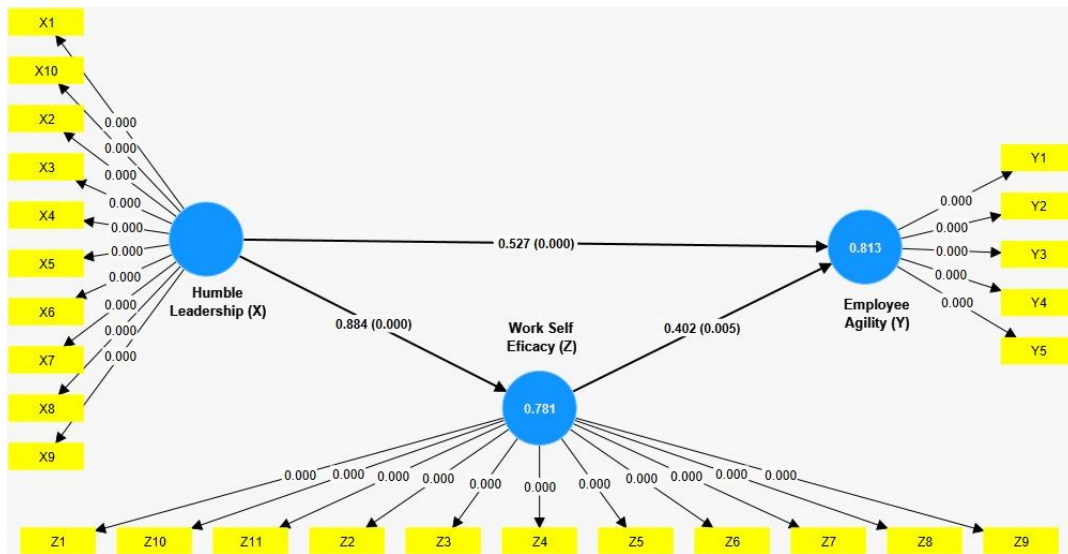 X1
X10
X2
X3
X4
X5
X6
X7
X8
X9
0.000
0.000
0.000
0.000
0.000
0.000
0.000
0.000
0.000
0.000
Humble
Leadership (X)
0.527 (0.000)
0.884 (0.000)
Work Self
Eficacy (Z)
0.781
0.402 (0.005)
0.813
Employee
Agility (Y)
0.000
0.000
0.000
0.000
0.000
Y1
Y2
Y3
Y4
Y5
0.000
0.000
0.000
0.000
0.000
0.000
0.000
0.000
0.000
0.000
0.000
Z1
Z10
Z11
Z2
Z3
Z4
Z5
Z6
Z7
Z8
Z9